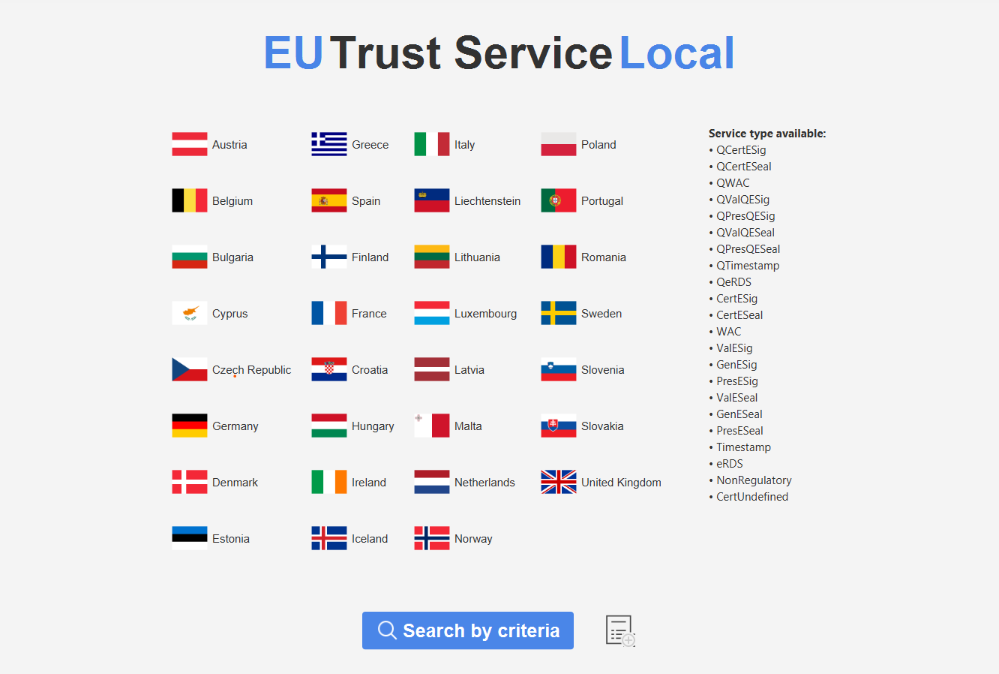 EU Trust Service Local
Austria
Belgium
Bulgaria
Cyprus
Czech Republic
Germany
Denmark
Estonia
Greece
Spain
Finland
France
Croatia
Hungary
Ireland
Iceland
Italy
Liechtenstein
Lithuania
Luxembourg
Latvia
Malta
Netherlands
Norway
Poland
Portugal
Romania
Sweden
Slovenia
Slovakia
United Kingdom
Service type available:
• QCertESig
• QCertESeal
• QWAC
• QValQESig
• QPresQESig
• QValQESeal
• QPresQESeal
• QTimestamp
• QeRDS
• CertESig
• CertESeal
• WAC
• ValESig
• GenESig
• PresESig
• ValESeal
• GenESeal
• PresESeal
• Timestamp
• eRDS
• NonRegulatory
• CertUndefined
Search by criteria